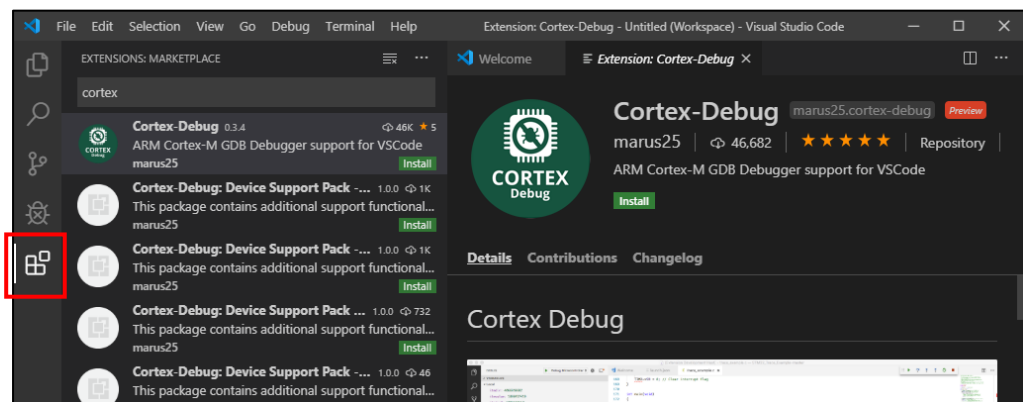 File Edit Selection View Go Debug Terminal Help Extension: Cortex-Debug - Untitled (Workspace) - Visual Studio Code
EXTENSIONS: MARKETPLACE
Welcome
Extension: Cortex-Debug
cortex
Cortex-Debug 0.3.4 46K ★ 5
ARM Cortex-M GDB Debugger support for VSCode
marus25 Install
Cortex-Debug: Device Support Pack -... 1.0.0 1K
This package contains additional support functional...
marus25 Install
Cortex-Debug: Device Support Pack -... 1.0.0 1K
This package contains additional support functional...
marus25 Install
Cortex-Debug: Device Support Pack ... 1.0.0 732
This package contains additional support functional...
marus25 Install
Cortex-Debug: Device Support Pack -... 1.0.0 46
This package contains additional support functional...
CORTEX
Debug
CORTEX
Debug
Cortex-Debug marus25.cortex-debug Preview
marus25 46,682 ★★★★★ Repository
ARM Cortex-M GDB Debugger support for VSCode
Install
Details Contributions Changelog
Cortex Debug